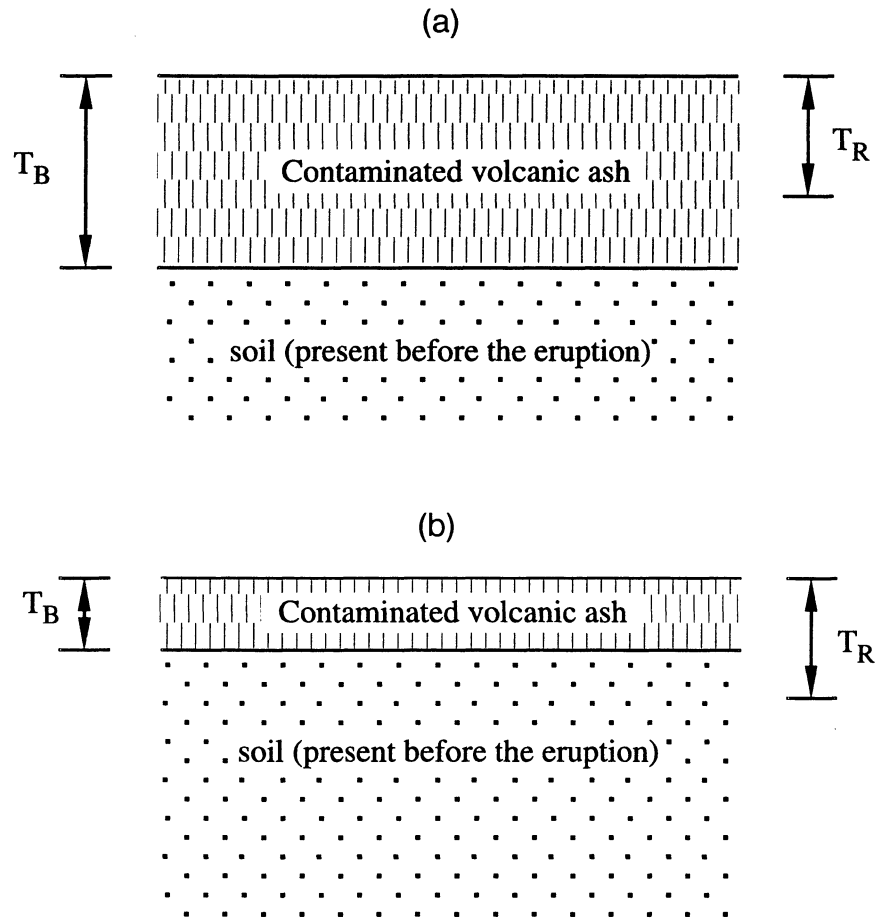 (a)
T_B
Contaminated volcanic ash
T_R
soil (present before the eruption)
(b)
T_B
Contaminated volcanic ash
T_R
soil (present before the eruption)